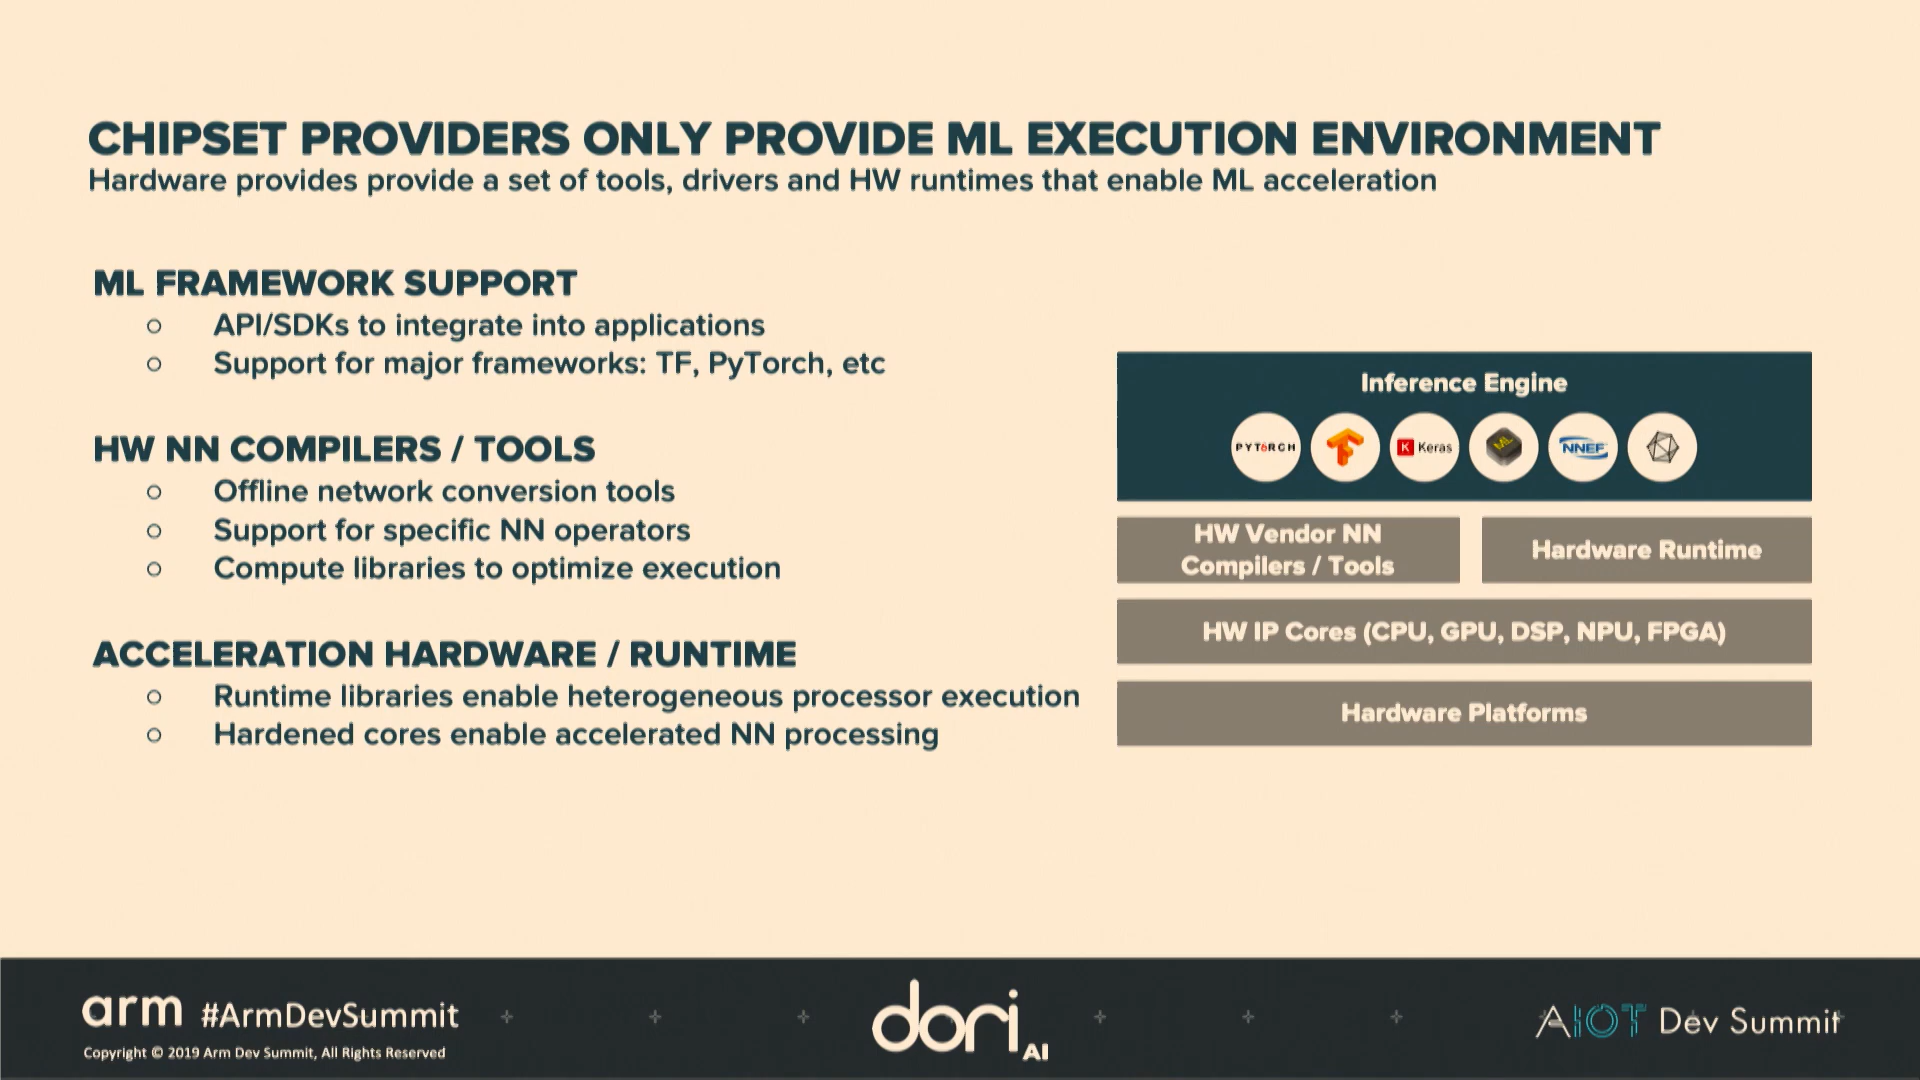 CHIPSET PROVIDERS ONLY PROVIDE ML EXECUTION ENVIRONMENT
Hardware provides provide a set of tools, drivers and HW runtimes that enable ML acceleration
ML FRAMEWORK SUPPORT
○ API/SDKs to integrate into applications
○ Support for major frameworks: TF, PyTorch, etc
HW NN COMPILERS / TOOLS
○ Offline network conversion tools
○ Support for specific NN operators
○ Compute libraries to optimize execution
ACCELERATION HARDWARE / RUNTIME
○ Runtime libraries enable heterogeneous processor execution
○ Hardened cores enable accelerated NN processing
Inference Engine
PYTORCH
K Keras
ML
NNEF
HW Vendor NN
Compilers / Tools
Hardware Runtime
HW IP Cores (CPU, GPU, DSP, NPU, FPGA)
Hardware Platforms
arm #ArmDevSummit
Copyright © 2019 Arm Dev Summit, All Rights Reserved
dori AI
AIOT Dev Summit